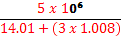 5 x 10⁶
14.01 + (3 x 1.008)